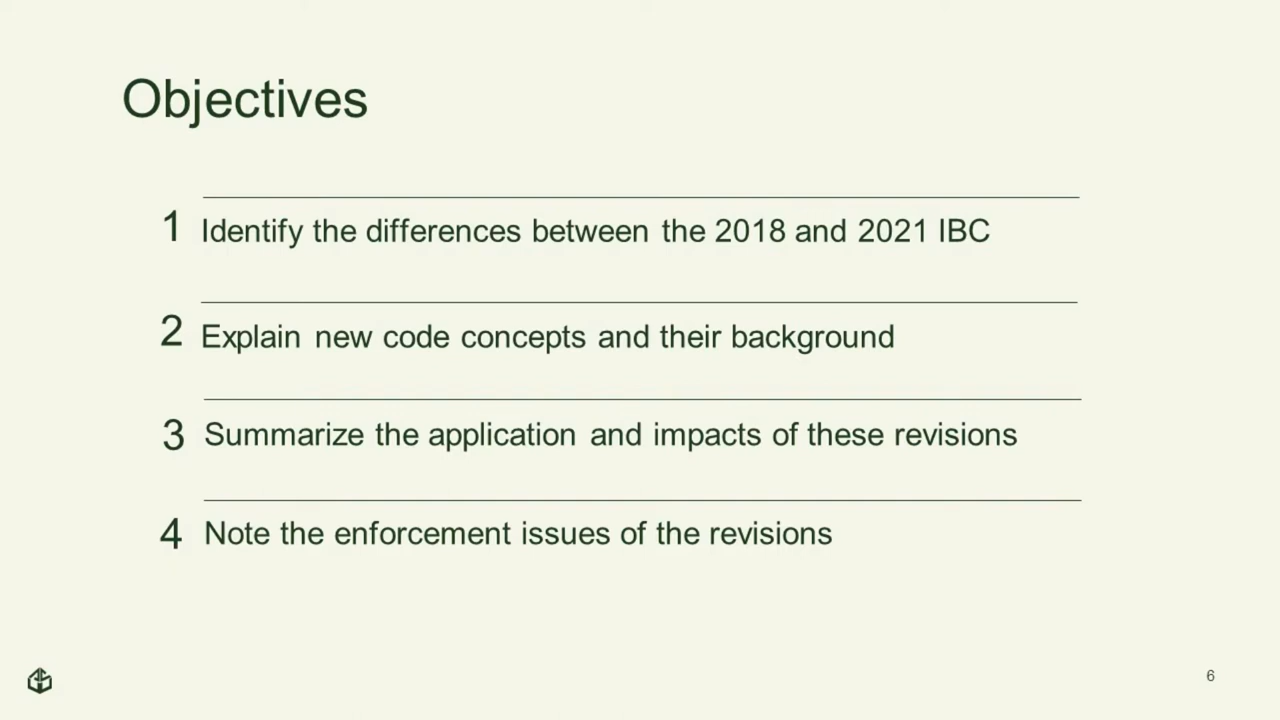 Objectives
1 Identify the differences between the 2018 and 2021 IBC
2 Explain new code concepts and their background
3 Summarize the application and impacts of these revisions
4 Note the enforcement issues of the revisions
6